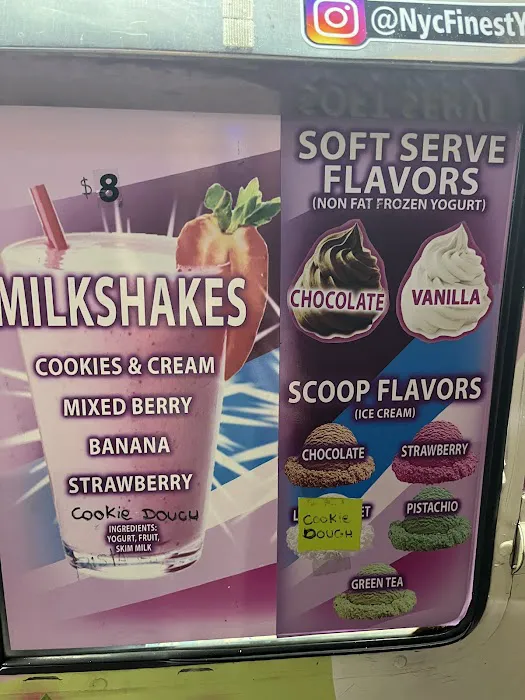 @NycFinestY
SOFT SERVE
FLAVORS
(NON FAT FROZEN YOGURT)
CHOCOLATE
VANILLA
$8
MILKSHAKES
COOKIES & CREAM
MIXED BERRY
BANANA
STRAWBERRY
Cookie Dough
INGREDIENTS:
YOGURT, FRUIT,
SKIM MILK
SCOOP FLAVORS
(ICE CREAM)
CHOCOLATE
STRAWBERRY
COOKIE
DOUGH
PISTACHIO
GREEN TEA